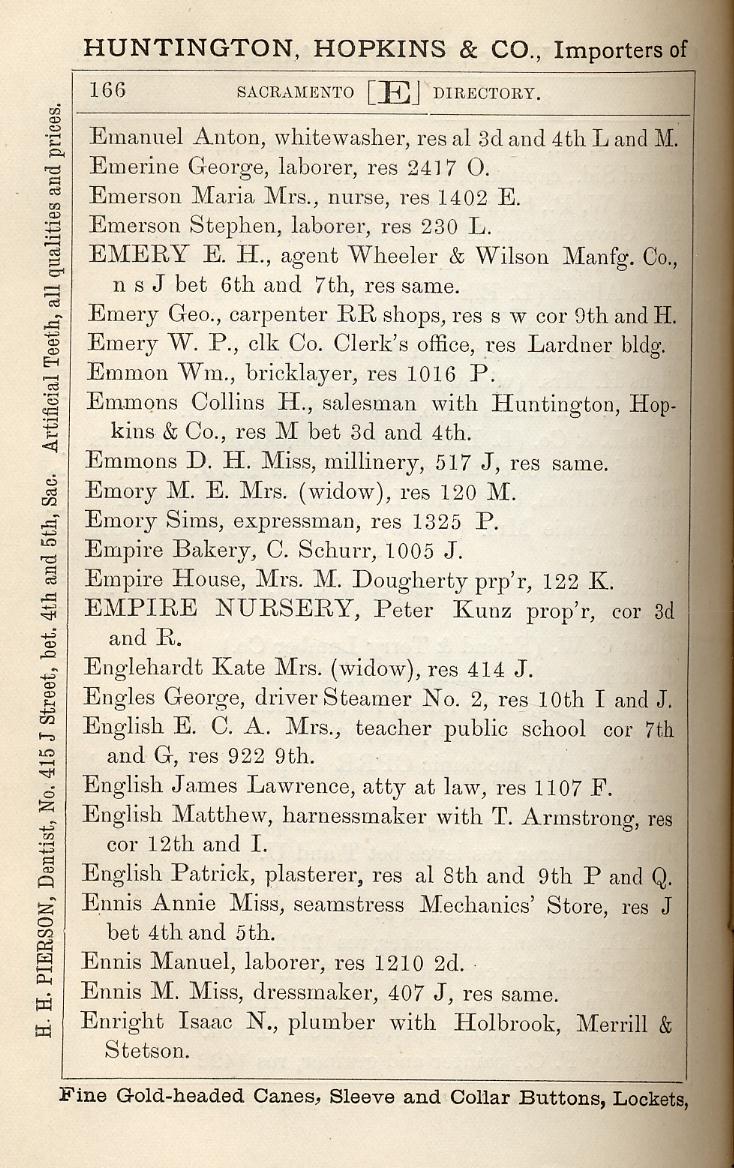 HUNTINGTON, HOPKINS & CO., Importers of
166 SACRAMENTO [E] DIRECTORY.
Emanuel Anton, whitewasher, res al 3d and 4th L and M.
Emerine George, laborer, res 2417 O.
Emerson Maria Mrs., nurse, res 1402 E.
Emerson Stephen, laborer, res 230 L.
EMERY E. H., agent Wheeler & Wilson Manfg. Co.,
n s J bet 6th and 7th, res same.
Emery Geo., carpenter RR shops, res s w cor 9th and H.
Emery W. P., clk Co. Clerk's office, res Lardner bldg.
Emmon Wm., bricklayer, res 1016 P.
Emmons Collins H., salesman with Huntington, Hop-
kins & Co., res M bet 3d and 4th.
Emmons D. H. Miss, millinery, 517 J, res same.
Emory M. E. Mrs. (widow), res 120 M.
Emory Sims, expressman, res 1325 P.
Empire Bakery, C. Schurr, 1005 J.
Empire House, Mrs. M. Dougherty prp'r, 122 K.
EMPIRE NURSERY, Peter Kunz prop'r, cor 3d
and R.
Englehardt Kate Mrs. (widow), res 414 J.
Engles George, driver Steamer No. 2, res 10th I and J.
English E. C. A. Mrs., teacher public school cor 7th
and G, res 922 9th.
English James Lawrence, atty at law, res 1107 F.
English Matthew, harnessmaker with T. Armstrong, res
cor 12th and I.
English Patrick, plasterer, res al 8th and 9th P and Q.
Ennis Annie Miss, seamstress Mechanics' Store, res J
bet 4th and 5th.
Ennis Manuel, laborer, res 1210 2d.
Ennis M. Miss, dressmaker, 407 J, res same.
Enright Isaac N., plumber with Holbrook, Merrill &
Stetson.
Fine Gold-headed Canes, Sleeve and Collar Buttons, Lockets,
H. H. PIERSON, Dentist, No. 415 J Street, bet. 4th and 5th, Sac. Artificial Teeth, all qualities and prices.